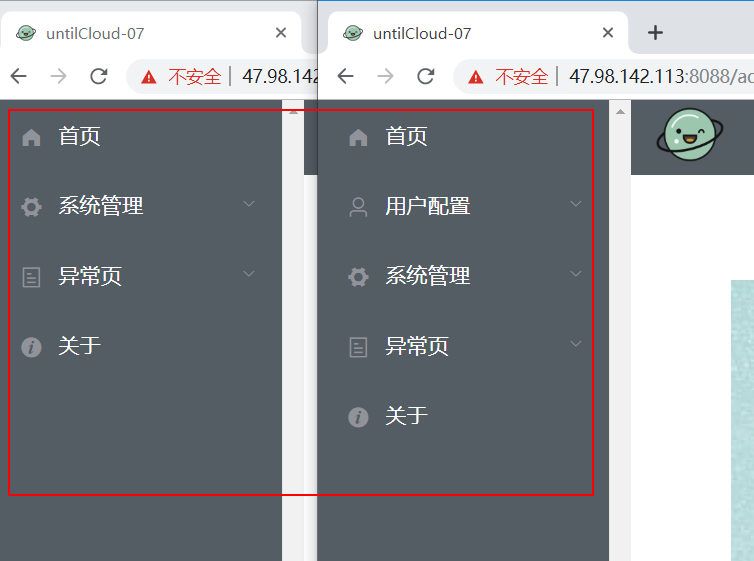 untilCloud-07
不安全 47.98.142
首页
系统管理
异常页
关于
untilCloud-07
不安全 47.98.142.113:8088/ad
首页
用户配置
系统管理
异常页
关于